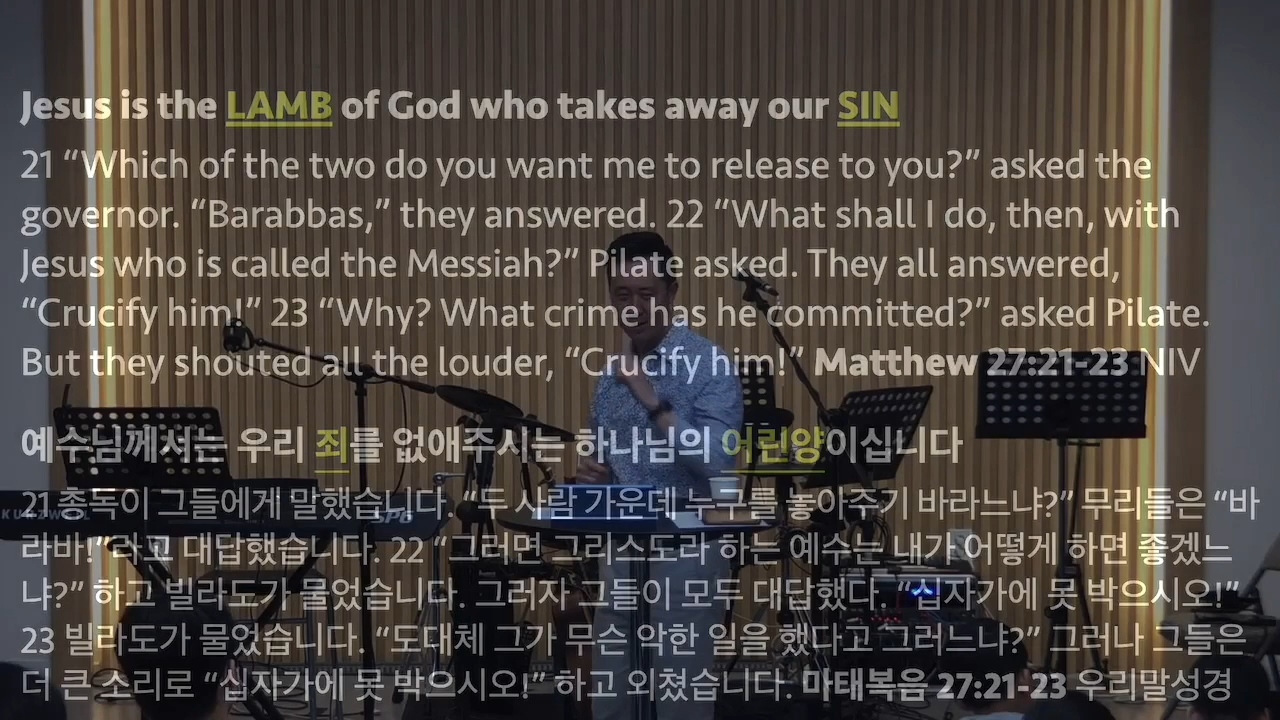 Jesus is the LAMB of God who takes away our SIN
21 “Which of the two do you want me to release to you?” asked the
governor. “Barabbas,” they answered. 22 “What shall I do, then, with
Jesus who is called the Messiah?” Pilate asked. They all answered,
“Crucify him!” 23 “Why? What crime has he committed?” asked Pilate.
But they shouted all the louder, “Crucify him!” Matthew 27:21-23 NIV
예수님께서는 우리 죄를 없애주시는 하나님의 어린양이십니다
21 총독이 그들에게 말했습니다. “두 사람 가운데 누구를 놓아주기 바라느냐?” 무리들은 “바
라바!”라고 대답했습니다. 22 “그러면 그리스도라 하는 예수는 내가 어떻게 하면 좋겠느
냐?” 하고 빌라도가 물었습니다. 그러자 그들이 모두 대답했다. “십자가에 못 박으시오!”
23 빌라도가 물었습니다. “도대체 그가 무슨 악한 일을 했다고 그러느냐?” 그러나 그들은
더 큰 소리로 “십자가에 못 박으시오!” 하고 외쳤습니다. 마태복음 27:21-23 우리말성경
KURZWEIL
SP6